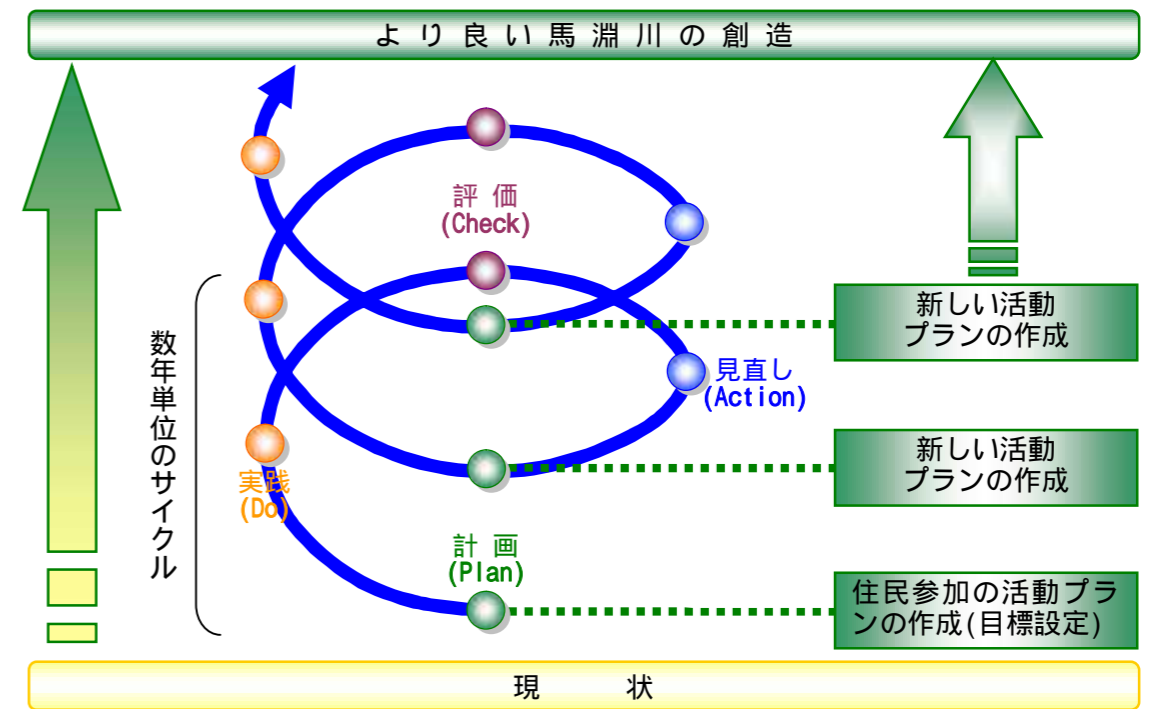 より良い馬淵川の創造
評価
(Check)
新しい活動
プランの作成
数年単位のサイクル
見直し
(Action)
新しい活動
プランの作成
実践
(Do)
計画
(Plan)
住民参加の活動プラ
ンの作成(目標設定)
現状